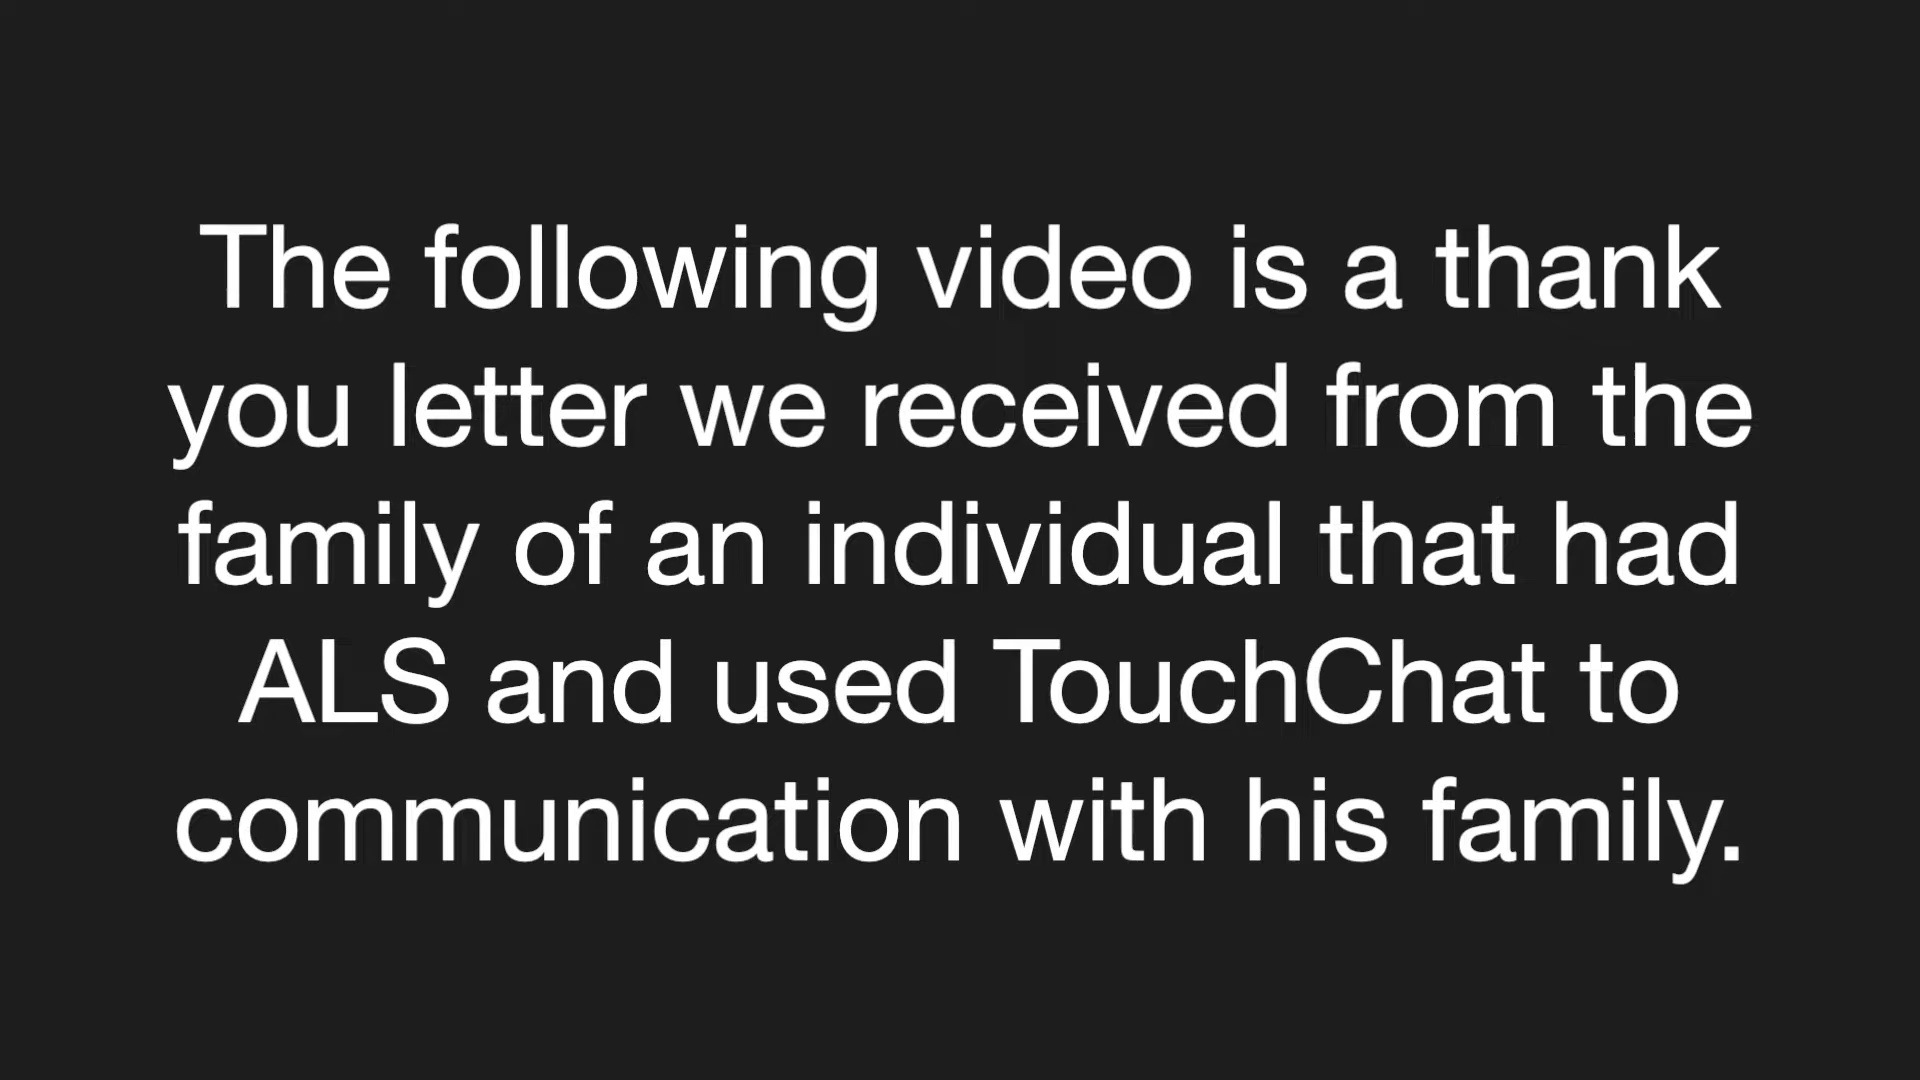 The following video is a thank
you letter we received from the
family of an individual that had
ALS and used TouchChat to
communication with his family.